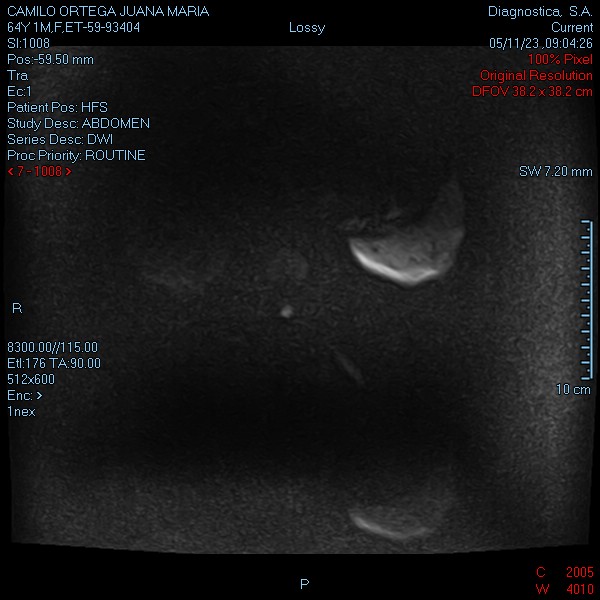 CAMILO ORTEGA JUANA MARIA
64Y 1M,F,ET-59-93404
SI:1008
Pos:-59.50 mm
Tra
Ec:1
Patient Pos: HFS
Study Desc: ABDOMEN
Series Desc: DWI
Proc Priority: ROUTINE
< 7 - 1008 >
Lossy
Diagnostica, S.A.
Current
05/11/23 ,09:04:26
100% Pixel
Original Resolution
DFOV 38.2 x 38.2 cm
SW 7.20 mm
R
8300.00//115.00
Etl:176 TA:90.00
512x600
Enc: >
1nex
10 cm
P
C 2005
W 4010